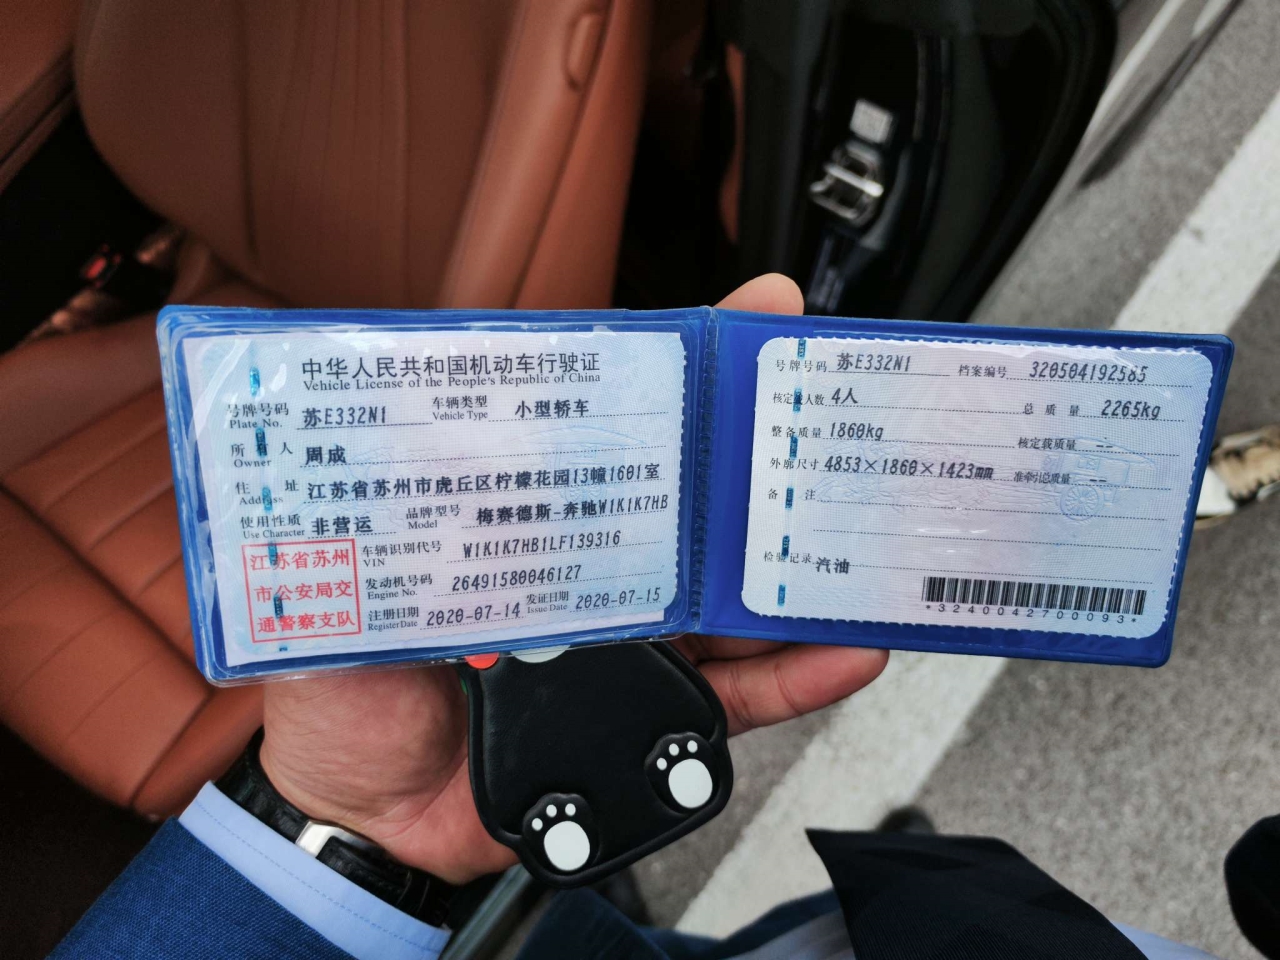 中华人民共和国机动车行驶证
Vehicle License of the People's Republic of China
号牌号码 苏E332N1 车辆类型 小型轿车
Plate No. Vehicle Type
所有人 周成
Owner
住址 江苏省苏州市虎丘区柠檬花园13幢1601室
Address
使用性质 非营运 品牌型号 梅赛德斯-奔驰W1K1K7HB
Use Character Model
江苏省苏州
市公安局交
通警察支队
车辆识别代号 W1K1K7HB1LF139316
VIN
发动机号码 26491580046127
Engine No.
注册日期 2020-07-14 发证日期 2020-07-15
Register Date Issue Date
号牌号码 苏E332N1 档案编号 320504192585
核定载人数 4人 总质量 2265kg
整备质量 1860kg 核定载质量
外廓尺寸 4853×1860×1423mm 准牵引总质量
备注
检验记录 汽油
*3240042700093*